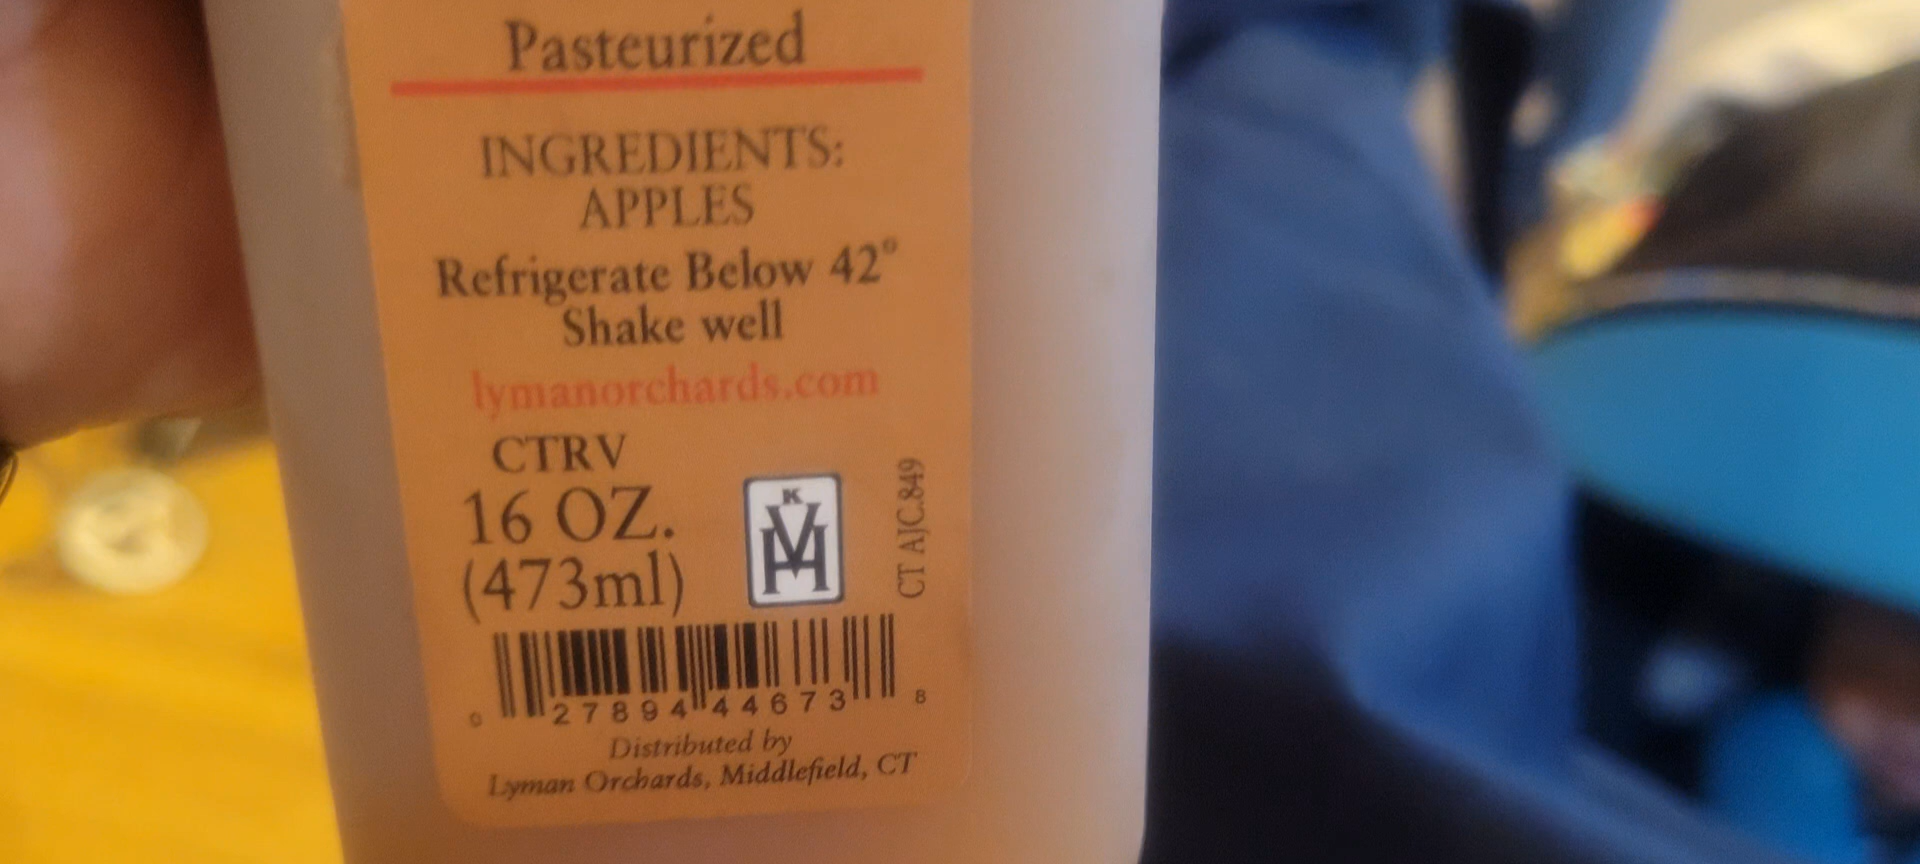 Pasteurized
INGREDIENTS:
APPLES
Refrigerate Below 42°
Shake well
lymanorchards.com
CTRV
16 OZ.
(473ml)
K
VH
CT AJC.849
0 27894 44673 8
Distributed by
Lyman Orchards, Middlefield, CT